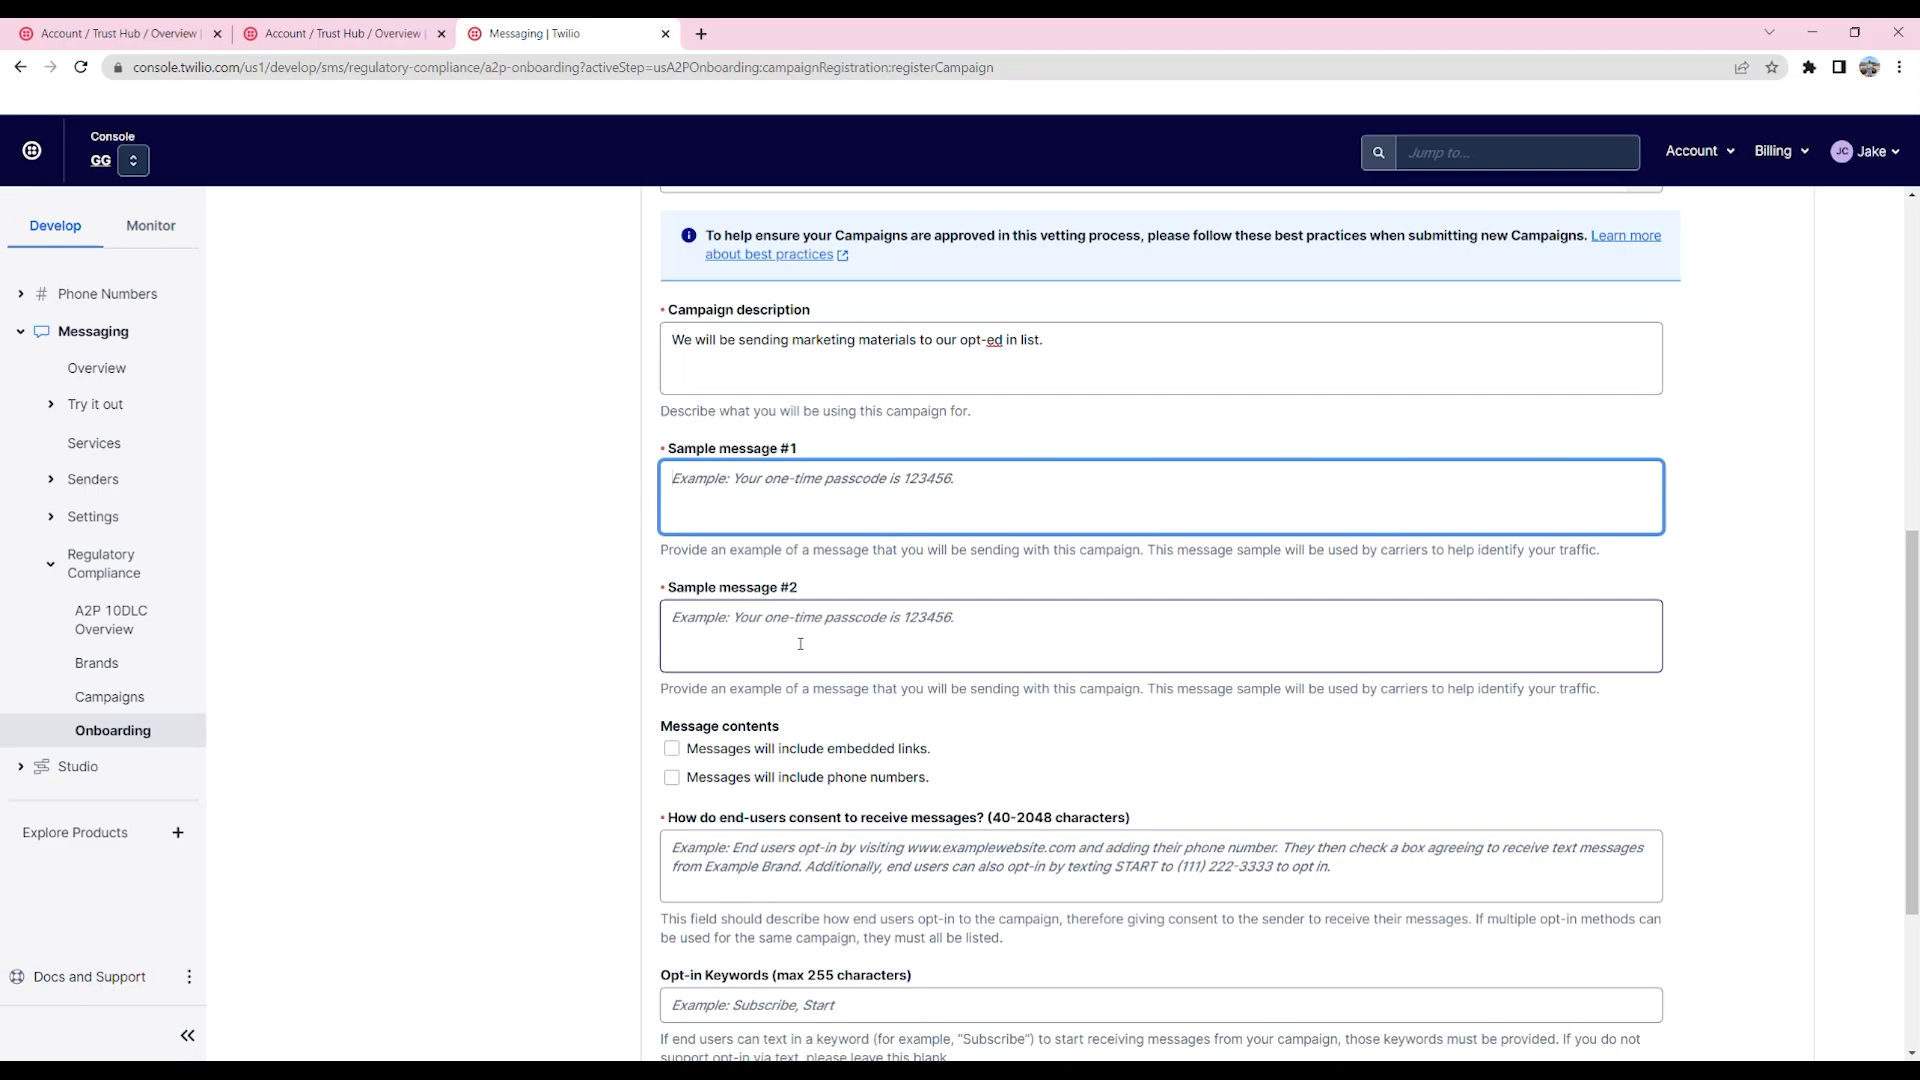 Account / Trust Hub / Overview
Account / Trust Hub / Overview
Messaging | Twilio
console.twilio.com/us1/develop/sms/regulatory-compliance/a2p-onboarding?activeStep=usA2POnboarding:campaignRegistration:registerCampaign
Console
GG
Jump to...
Account
Billing
JC
Jake
Develop
Monitor
Phone Numbers
Messaging
Overview
Try it out
Services
Senders
Settings
Regulatory
Compliance
A2P 10DLC
Overview
Brands
Campaigns
Onboarding
Studio
Explore Products
Docs and Support
To help ensure your Campaigns are approved in this vetting process, please follow these best practices when submitting new Campaigns. Learn more
about best practices
• Campaign description
We will be sending marketing materials to our opt-ed in list.
Describe what you will be using this campaign for.
• Sample message #1
Example: Your one-time passcode is 123456.
Provide an example of a message that you will be sending with this campaign. This message sample will be used by carriers to help identify your traffic.
• Sample message #2
Example: Your one-time passcode is 123456.
Provide an example of a message that you will be sending with this campaign. This message sample will be used by carriers to help identify your traffic.
Message contents
Messages will include embedded links.
Messages will include phone numbers.
• How do end-users consent to receive messages? (40-2048 characters)
Example: End users opt-in by visiting www.examplewebsite.com and adding their phone number. They then check a box agreeing to receive text messages
from Example Brand. Additionally, end users can also opt-in by texting START to (111) 222-3333 to opt in.
This field should describe how end users opt-in to the campaign, therefore giving consent to the sender to receive their messages. If multiple opt-in methods can
be used for the same campaign, they must all be listed.
Opt-in Keywords (max 255 characters)
Example: Subscribe, Start
If end users can text in a keyword (for example, “Subscribe”) to start receiving messages from your campaign, those keywords must be provided. If you do not
support opt-in via text, please leave this blank